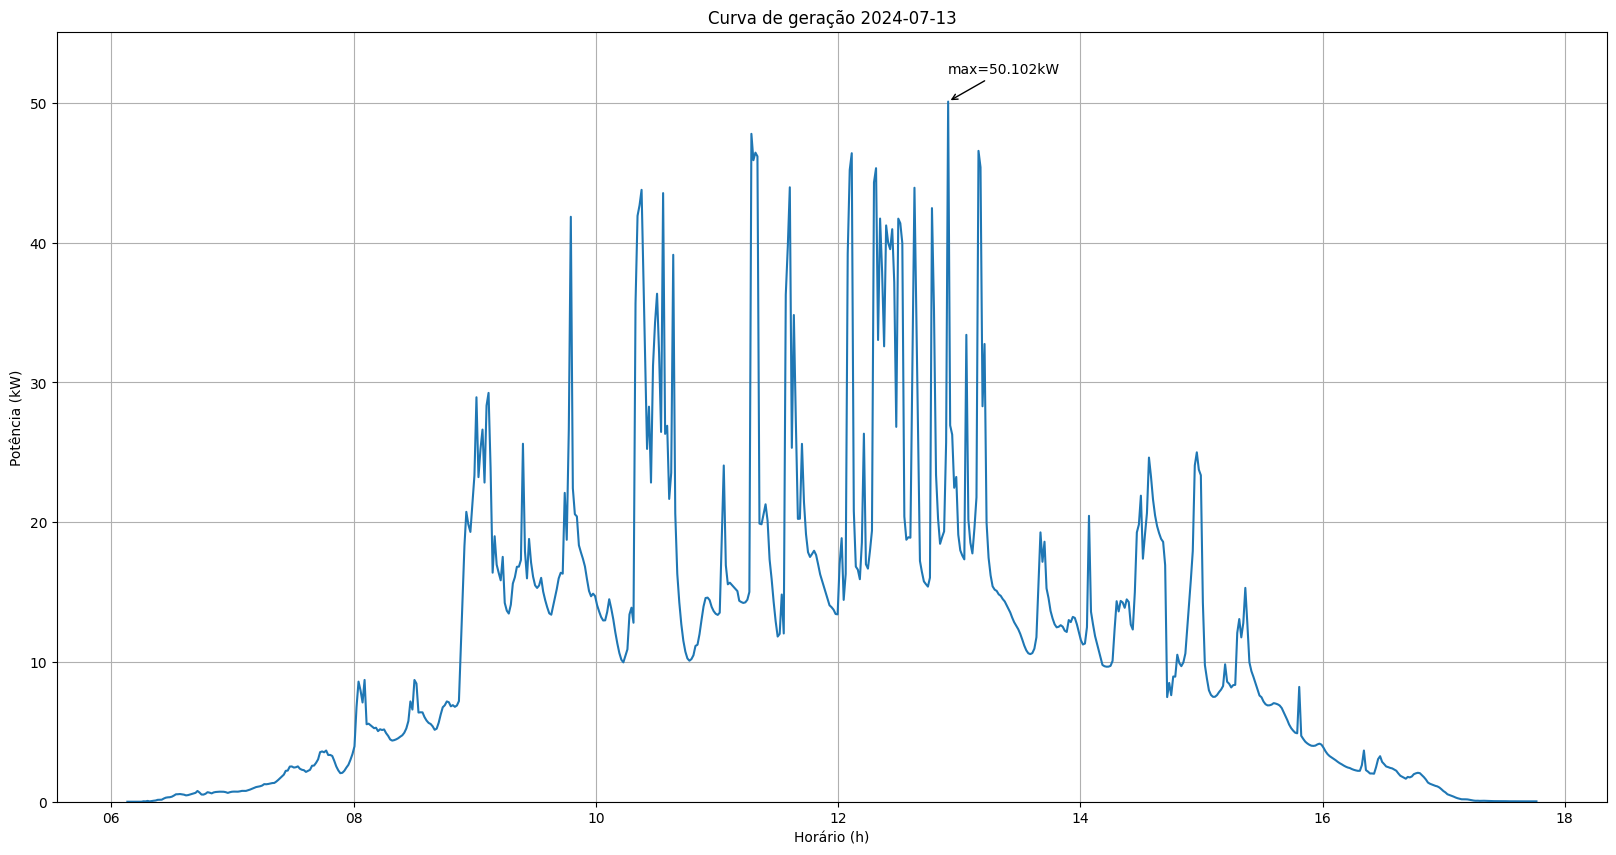 Curva de geração 2024-07-13
max=50.102kW
Potência (kW)
50
40
30
20
10
0
06 08 10 12 14 16 18
Horário (h)